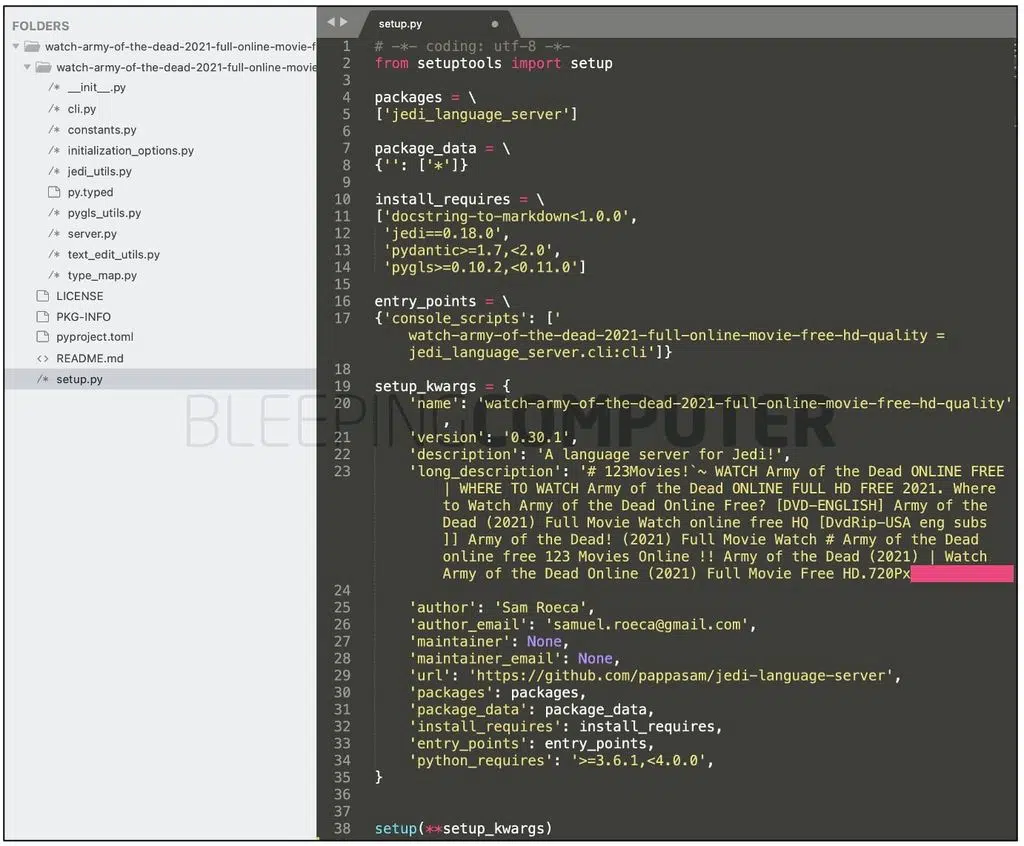 FOLDERS
watch-army-of-the-dead-2021-full-online-movie-f
watch-army-of-the-dead-2021-full-online-movie
/* __init__.py
/* cli.py
/* constants.py
/* initialization_options.py
/* jedi_utils.py
py.typed
/* pygls_utils.py
/* server.py
/* text_edit_utils.py
/* type_map.py
LICENSE
PKG-INFO
pyproject.toml
<> README.md
/* setup.py
setup.py
1 # -*- coding: utf-8 -*-
2 from setuptools import setup
3
4 packages = \
5 ['jedi_language_server']
6
7 package_data = \
8 {'': ['*']}
9
10 install_requires = \
11 ['docstring-to-markdown<1.0.0',
12 'jedi==0.18.0',
13 'pydantic>=1.7,<2.0',
14 'pygls>=0.10.2,<0.11.0']
15
16 entry_points = \
17 {'console_scripts': ['
watch-army-of-the-dead-2021-full-online-movie-free-hd-quality =
jedi_language_server.cli:cli']}
18
19 setup_kwargs = {
20 'name': 'watch-army-of-the-dead-2021-full-online-movie-free-hd-quality'
,
21 'version': '0.30.1',
22 'description': 'A language server for Jedi!',
23 'long_description': '# 123Movies!`~ WATCH Army of the Dead ONLINE FREE
| WHERE TO WATCH Army of the Dead ONLINE FULL HD FREE 2021. Where
to Watch Army of the Dead Online Free? [DVD-ENGLISH] Army of the
Dead (2021) Full Movie Watch online free HQ [DvdRip-USA eng subs
]] Army of the Dead! (2021) Full Movie Watch # Army of the Dead
online free 123 Movies Online !! Army of the Dead (2021) | Watch
Army of the Dead Online (2021) Full Movie Free HD.720Px
24
25 'author': 'Sam Roeca',
26 'author_email': 'samuel.roeca@gmail.com',
27 'maintainer': None,
28 'maintainer_email': None,
29 'url': 'https://github.com/pappasam/jedi-language-server',
30 'packages': packages,
31 'package_data': package_data,
32 'install_requires': install_requires,
33 'entry_points': entry_points,
34 'python_requires': '>=3.6.1,<4.0.0',
35 }
36
37
38 setup(**setup_kwargs)
BLEEPINGCOMPUTER